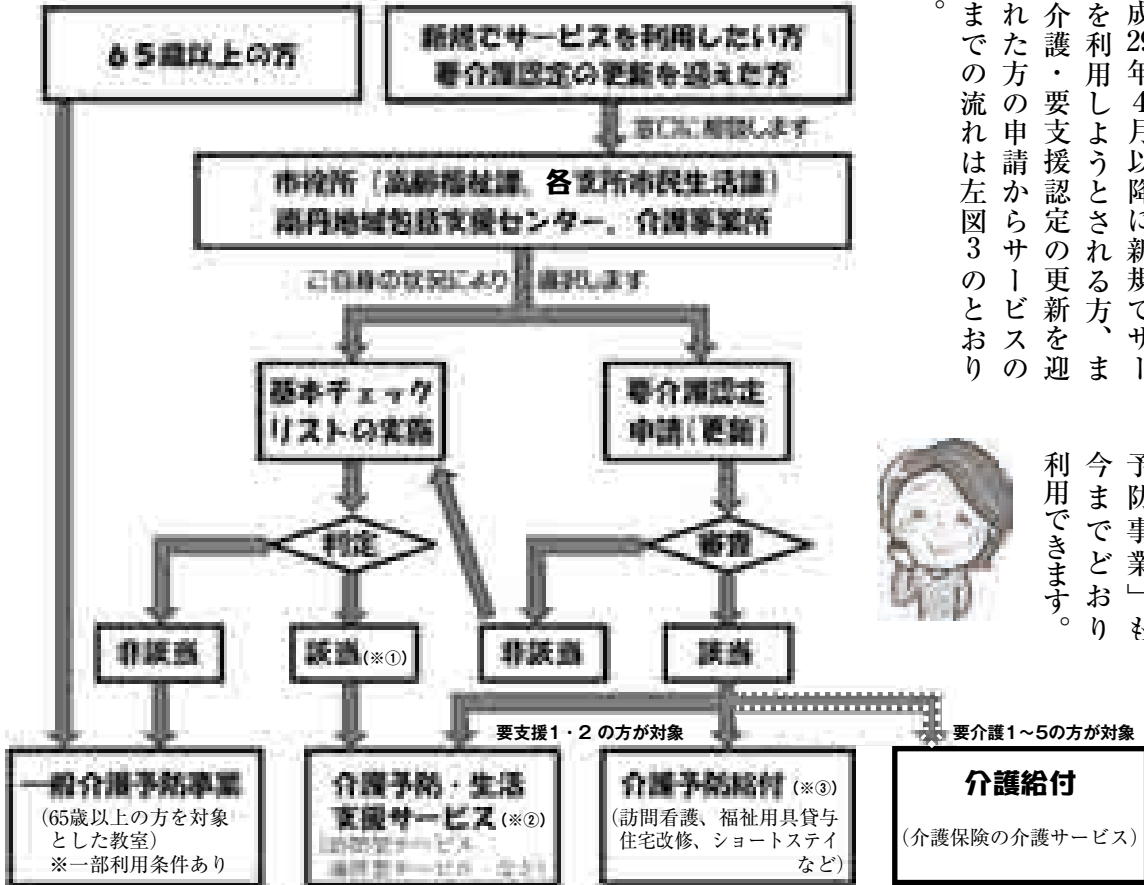 成29年4月以降に新規でサー
を利用しようとされる方、ま
介護・要支援認定の更新を迎
れた方の申請からサービスの
までの流れは左図3のとおり
。
予防事業」も
今までどおり
利用できます。
65歳以上の方
新規でサービスを利用したい方
要介護認定の更新を迎えた方
窓口に相談します
市役所（高齢福祉課、各支所市民生活課）
南丹地域包括支援センター、介護事業所
ご自身の状況により 選択します
基本チェック
リストの実施
要介護認定
申請（更新）
判定
審査
非該当
該当(※①)
非該当
該当
要支援1・2の方が対象
要介護1～5の方が対象
一般介護予防事業
(65歳以上の方を対象
とした教室)
※一部利用条件あり
介護予防・生活
支援サービス(※②)
介護予防給付(※③)
(訪問看護、福祉用具貸与
住宅改修、ショートステイ
など)
介護給付
(介護保険の介護サービス)